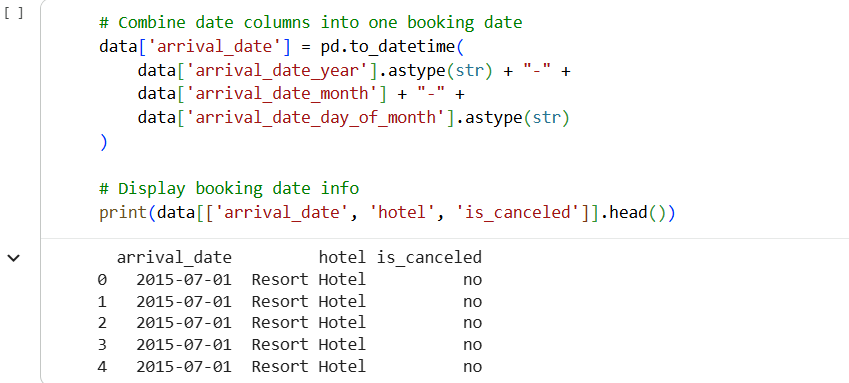 [ ]
# Combine date columns into one booking date
data['arrival_date'] = pd.to_datetime(
    data['arrival_date_year'].astype(str) + "-" +
    data['arrival_date_month'] + "-" +
    data['arrival_date_day_of_month'].astype(str)
)

# Display booking date info
print(data[['arrival_date', 'hotel', 'is_canceled']].head())
  arrival_date         hotel is_canceled
0   2015-07-01  Resort Hotel          no
1   2015-07-01  Resort Hotel          no
2   2015-07-01  Resort Hotel          no
3   2015-07-01  Resort Hotel          no
4   2015-07-01  Resort Hotel          no